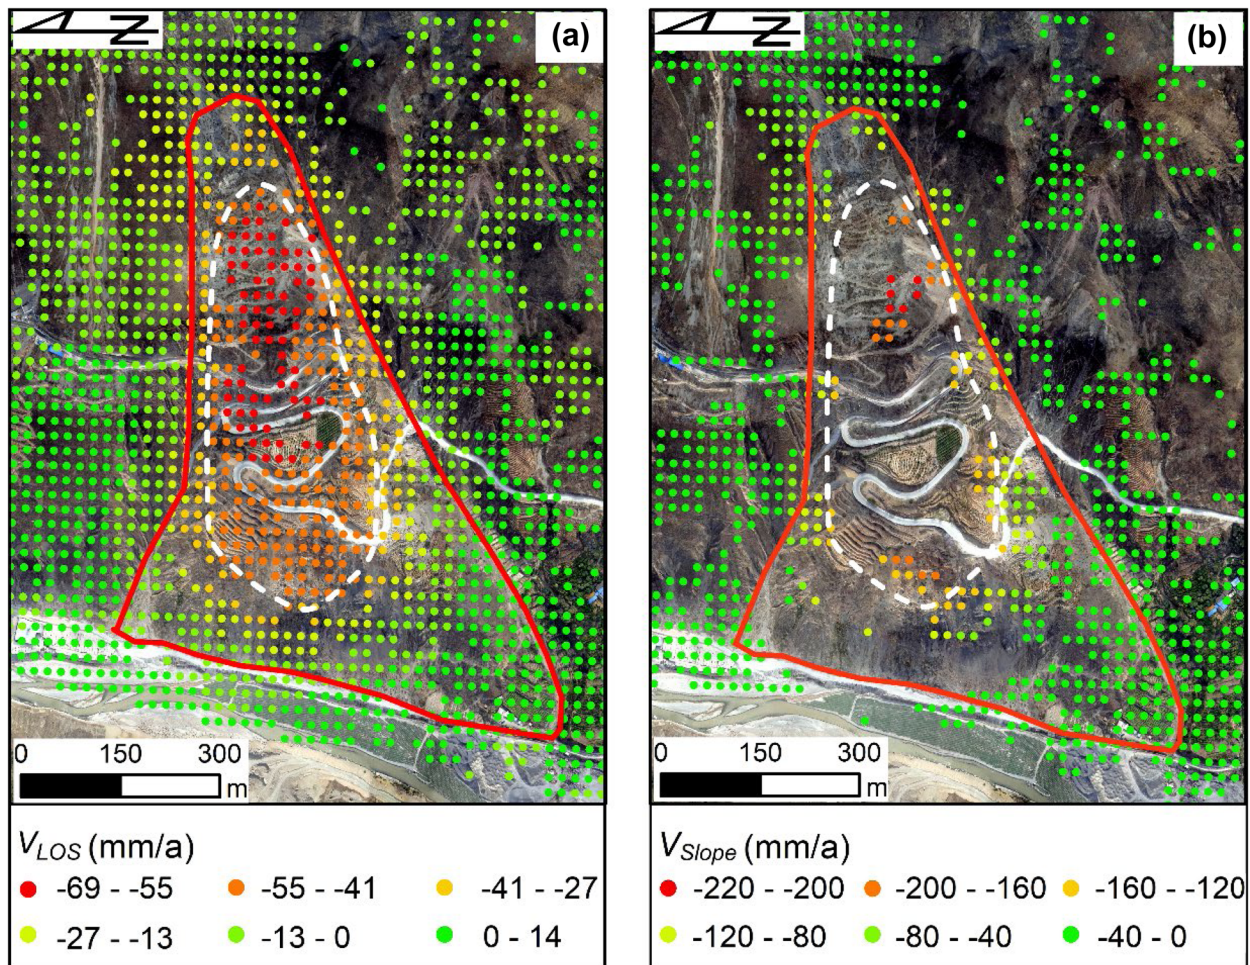 (a)
N
0 150 300
m
V_LOS (mm/a)
-69 - -55 -55 - -41 -41 - -27
-27 - -13 -13 - 0 0 - 14
(b)
N
0 150 300
m
V_Slope (mm/a)
-220 - -200 -200 - -160 -160 - -120
-120 - -80 -80 - -40 -40 - 0